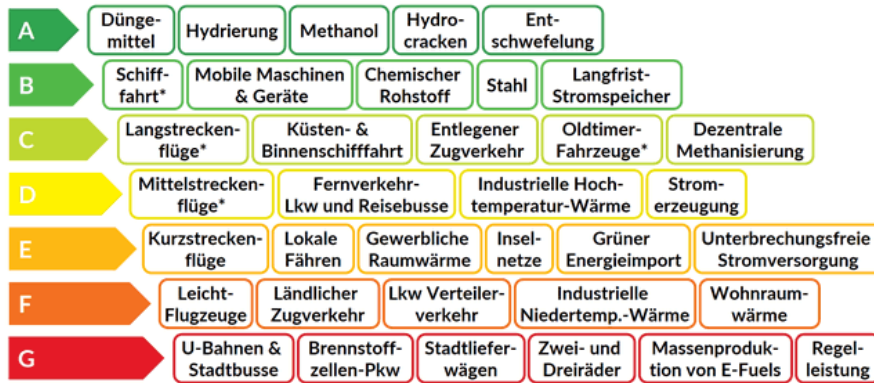 A
Dünge-
mittel
Hydrierung
Methanol
Hydro-
cracken
Ent-
schwefelung
B
Schiff-
fahrt*
Mobile Maschinen
& Geräte
Chemischer
Rohstoff
Stahl
Langfrist-
Stromspeicher
C
Langstrecken-
flüge*
Küsten- &
Binnenschifffahrt
Entlegener
Zugverkehr
Oldtimer-
Fahrzeuge*
Dezentrale
Methanisierung
D
Mittelstrecken-
flüge*
Fernverkehr-
Lkw und Reisebusse
Industrielle Hoch-
temperatur-Wärme
Strom-
erzeugung
E
Kurzstrecken-
flüge
Lokale
Fähren
Gewerbliche
Raumwärme
Insel-
netze
Grüner
Energieimport
Unterbrechungsfreie
Stromversorgung
F
Leicht-
Flugzeuge
Ländlicher
Zugverkehr
Lkw Verteiler-
verkehr
Industrielle
Niedertemp.-Wärme
Wohnraum-
wärme
G
U-Bahnen &
Stadtbusse
Brennstoff-
zellen-Pkw
Stadtliefer-
wägen
Zwei- und
Dreiräder
Massenproduk-
tion von E-Fuels
Regel-
leistung